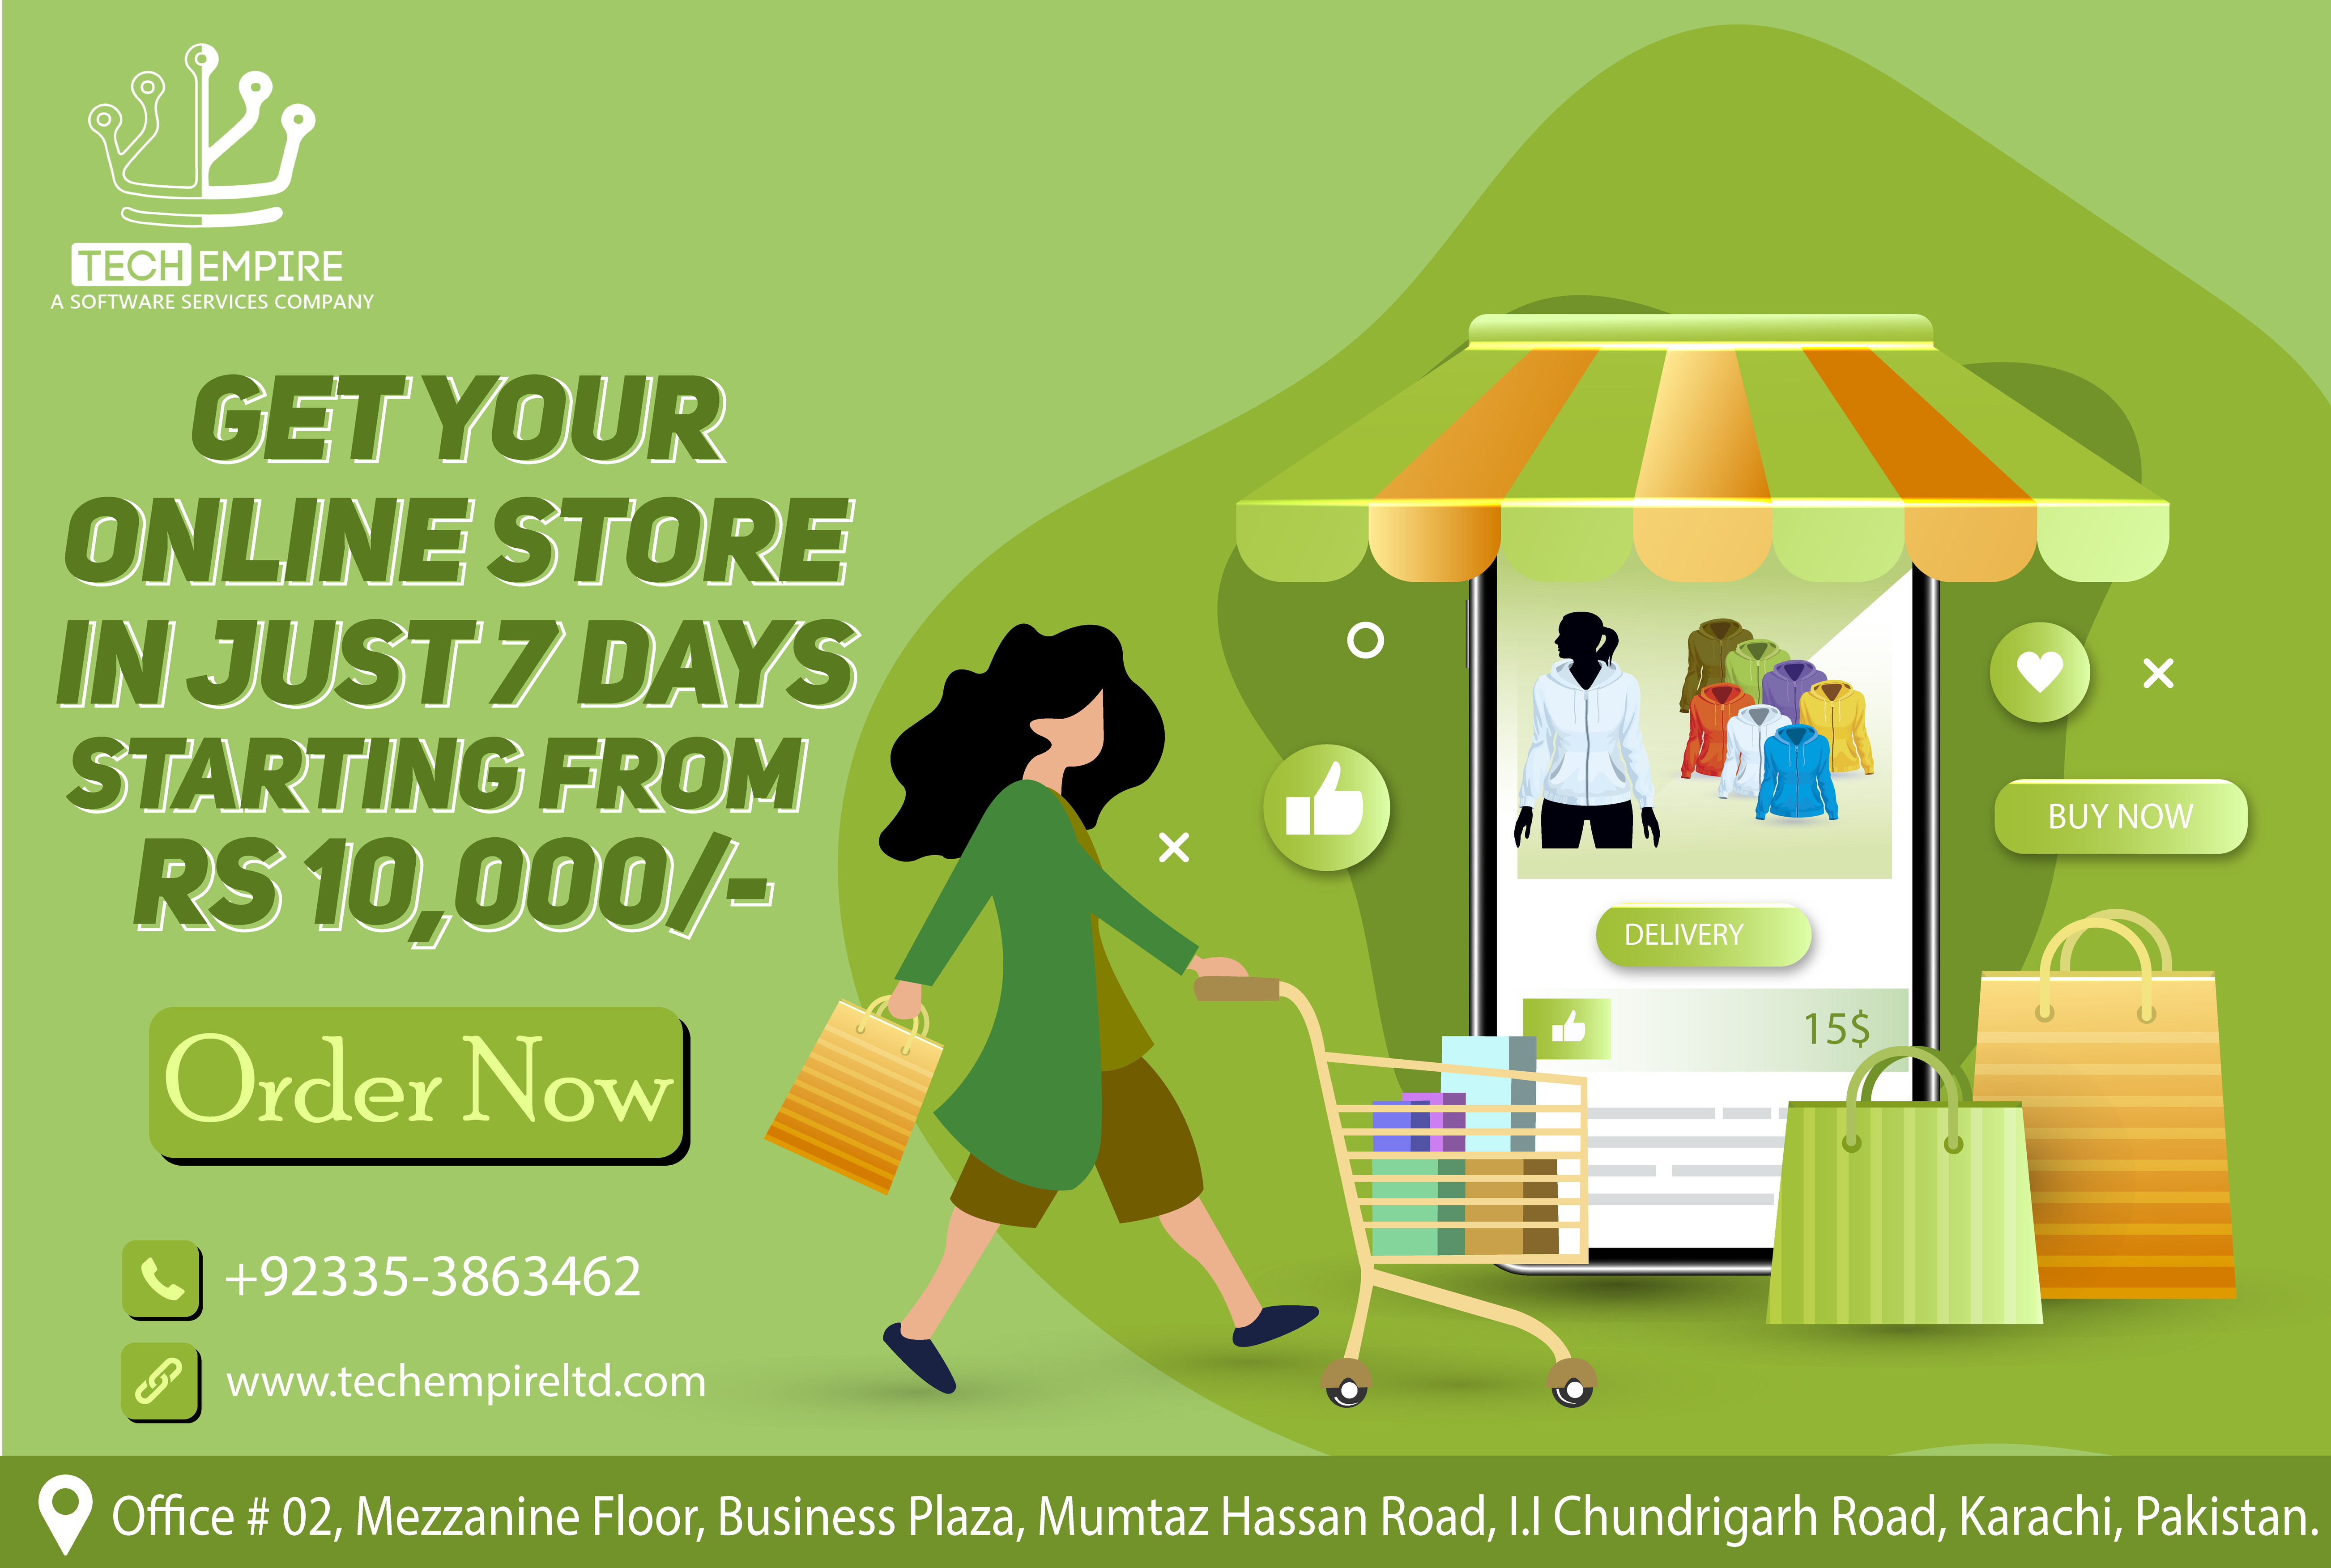 TECH EMPIRE
A SOFTWARE SERVICES COMPANY
GET YOUR
ONLINE STORE
IN JUST 7 DAYS
STARTING FROM
RS 10,000/-
Order Now
+92335-3863462
www.techempireltd.com
BUY NOW
DELIVERY
15$
Office # 02, Mezzanine Floor, Business Plaza, Mumtaz Hassan Road, I.I Chundrigarh Road, Karachi, Pakistan.